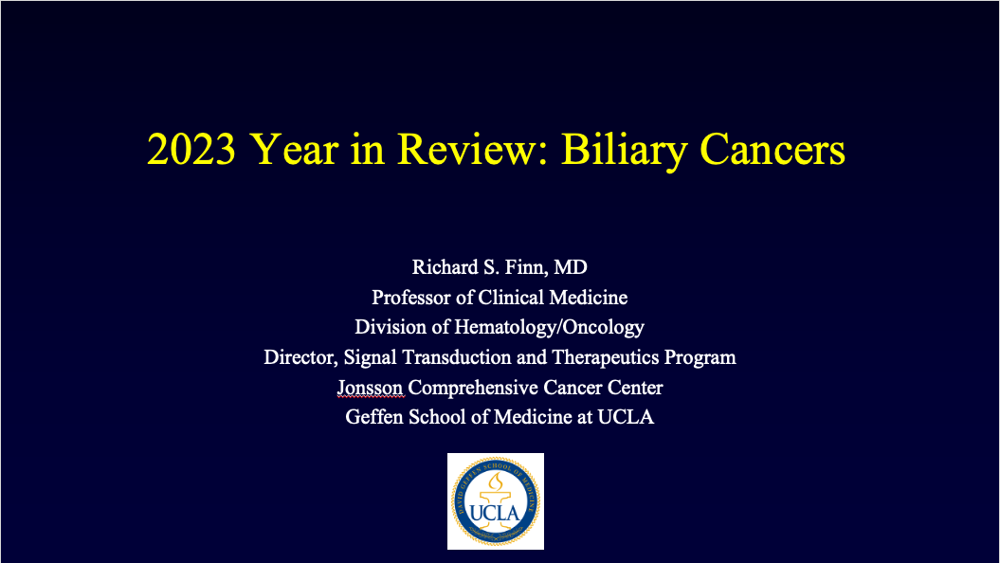 2023 Year in Review: Biliary Cancers
Richard S. Finn, MD
Professor of Clinical Medicine
Division of Hematology/Oncology
Director, Signal Transduction and Therapeutics Program
Jonsson Comprehensive Cancer Center
Geffen School of Medicine at UCLA
DAVID GEFFEN SCHOOL OF MEDICINE
UCLA